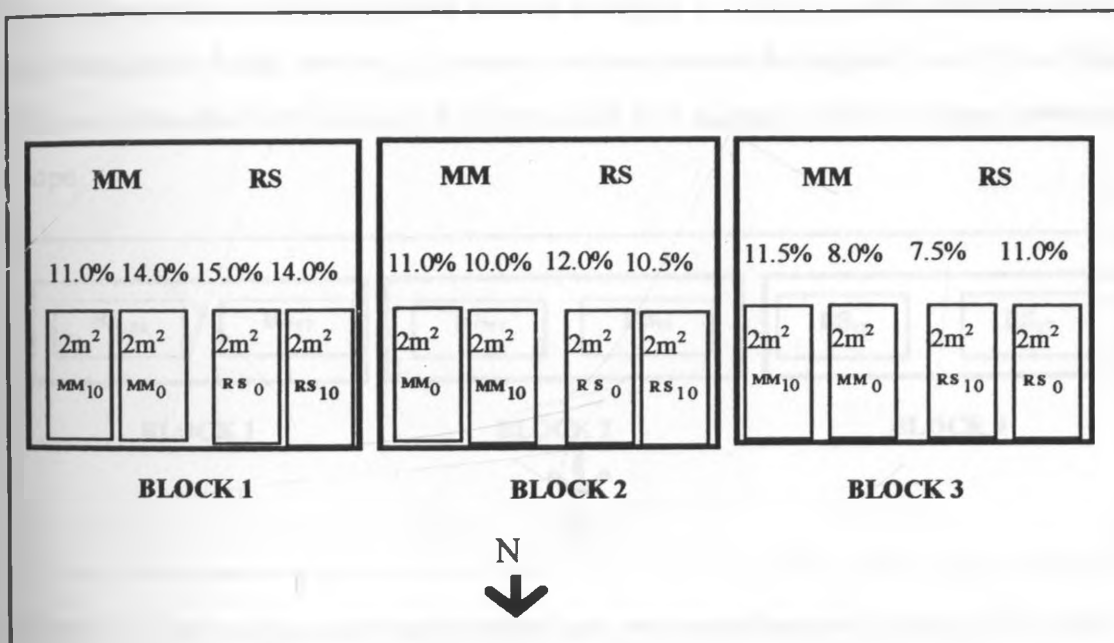 MM RS MM RS MM RS
11.0% 14.0% 15.0% 14.0% 11.0% 10.0% 12.0% 10.5% 11.5% 8.0% 7.5% 11.0%
2m² 2m² 2m² 2m² 2m² 2m² 2m² 2m² 2m² 2m² 2m² 2m²
MM₁₀ MM₀ RS₀ RS₁₀ MM₀ MM₁₀ RS₀ RS₁₀ MM₁₀ MM₀ RS₁₀ RS₀
BLOCK 1 BLOCK 2 BLOCK 3
N